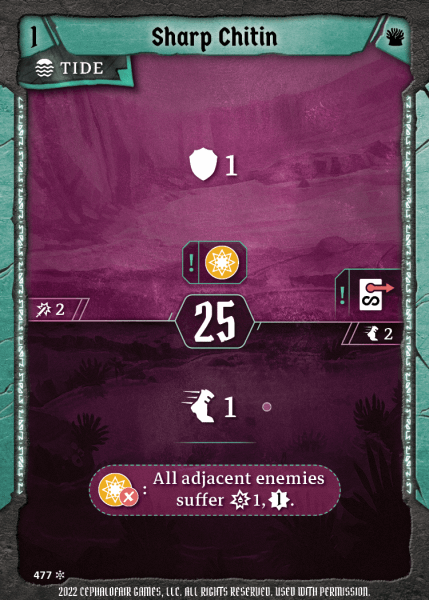 1
Sharp Chitin
TIDE
1
! 
2
25
!
2
1
: All adjacent enemies
suffer 1, !.
477
2022 CEPHALOFAIR GAMES, LLC. ALL RIGHTS RESERVED. USED WITH PERMISSION.